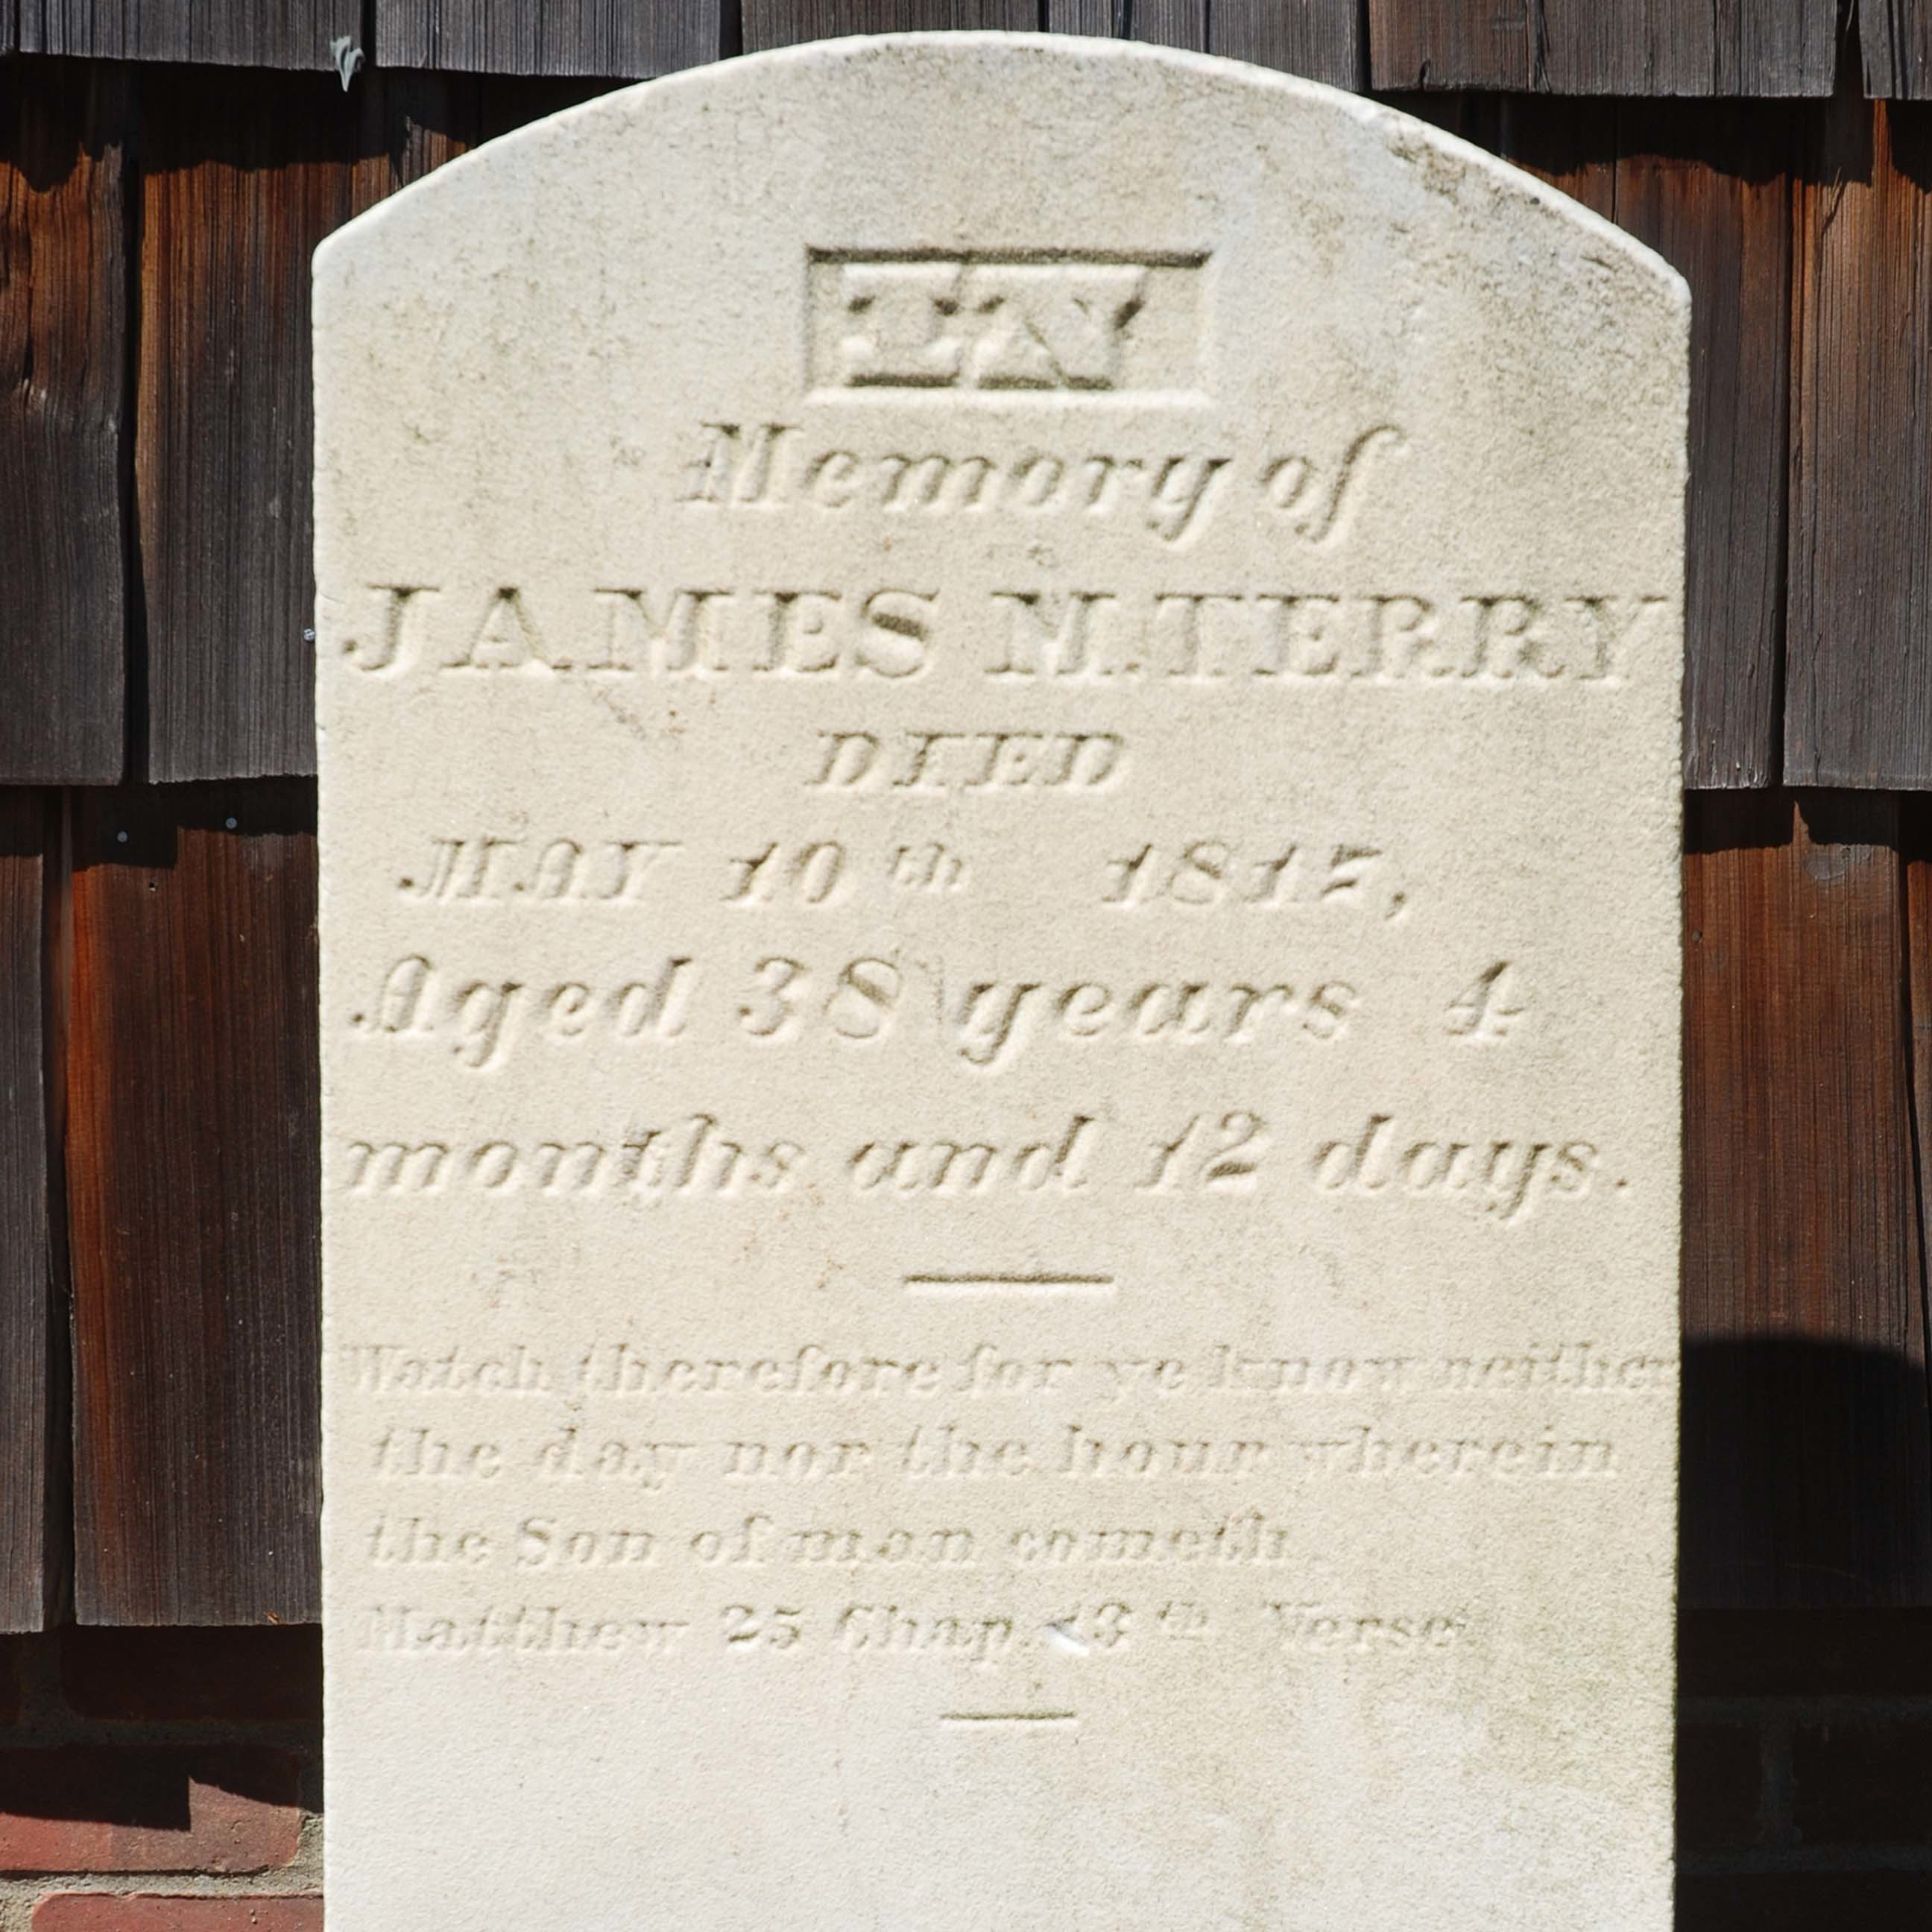 IN
Memory of
JAMES M. TERRY
DIED
MAY 10th 1817,
Aged 38 years 4
months and 12 days.
Watch therefore for ye know neither
the day nor the hour wherein
the Son of man cometh
Matthew 25 Chap. 13th Verse